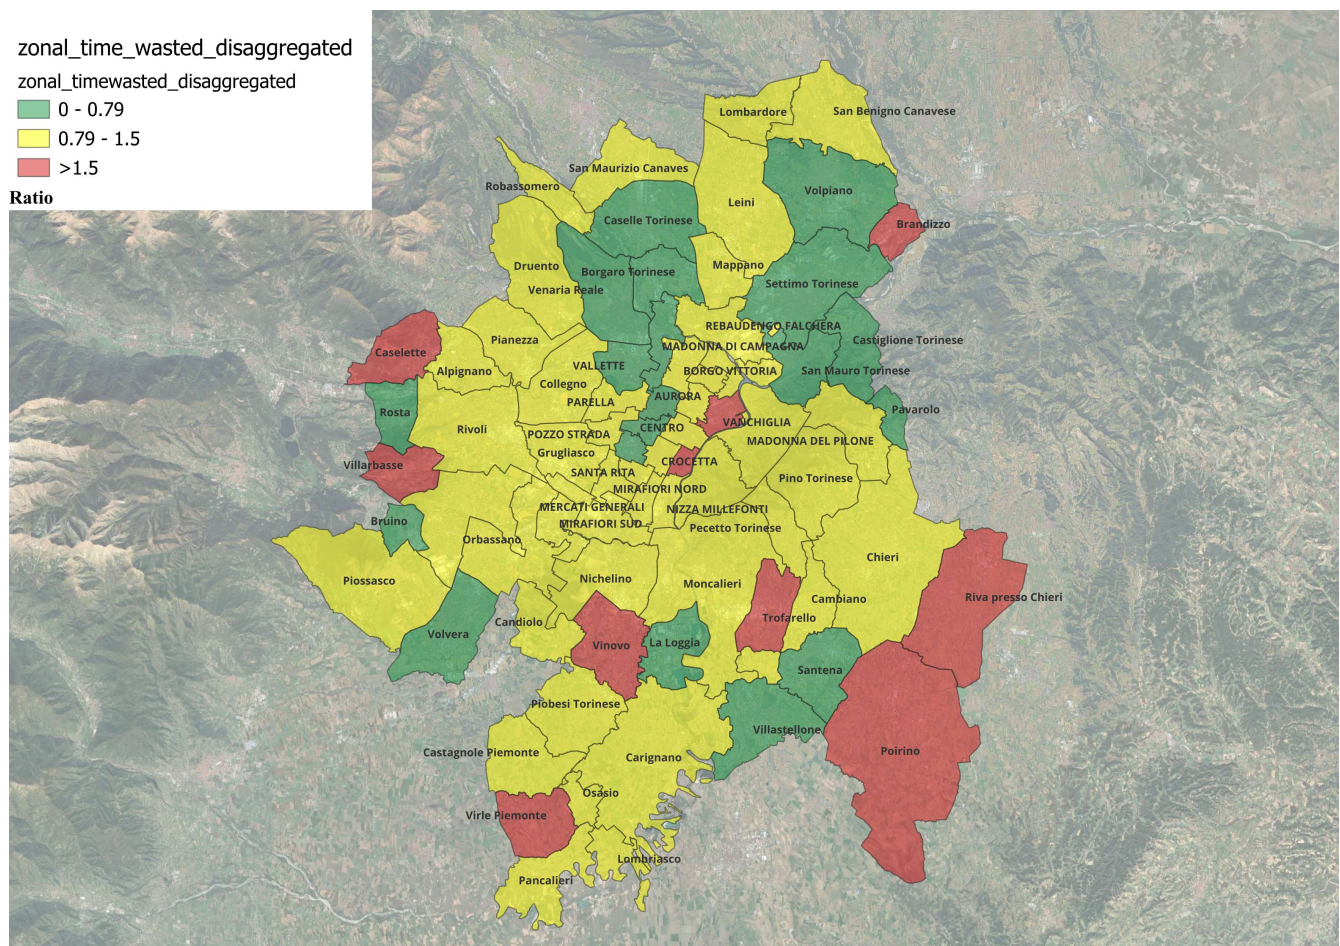 zonal_time_wasted_disaggregated
zonal_timewasted_disaggregated
0 - 0.79
0.79 - 1.5
>1.5
Ratio
Lombardore
San Benigno Canavese
San Maurizio Canaves
Robassomero
Volpiano
Leini
Caselle Torinese
Brandizzo
Druento
Mappano
Borgaro Torinese
Venaria Reale
Settimo Torinese
REBAUDENGO FALCHERA
Pianezza
Castiglione Torinese
MADONNA DI CAMPAGNA
Caselette
VALLETTE
Alpignano
BORGO VITTORIA
San Mauro Torinese
Collegno
AURORA
PARELLA
Rosta
Pavarolo
VANCHIGLIA
Rivoli
CENTRO
POZZO STRADA
MADONNA DEL PILONE
Grugliasco
CROCETTA
Villarbasse
SANTA RITA
Pino Torinese
MIRAFIORI NORD
MERCATI GENERALI
NIZZA MILLEFONTI
Bruino
MIRAFIORI SUD
Pecetto Torinese
Orbassano
Chieri
Piossasco
Nichelino
Moncalieri
Riva presso Chieri
Cambiano
Trofarello
Candiolo
Volvera
La Loggia
Vinovo
Santena
Piobesi Torinese
Villastellone
Castagnole Piemonte
Poirino
Carignano
Osasio
Virle Piemonte
Lombriasco
Pancalieri